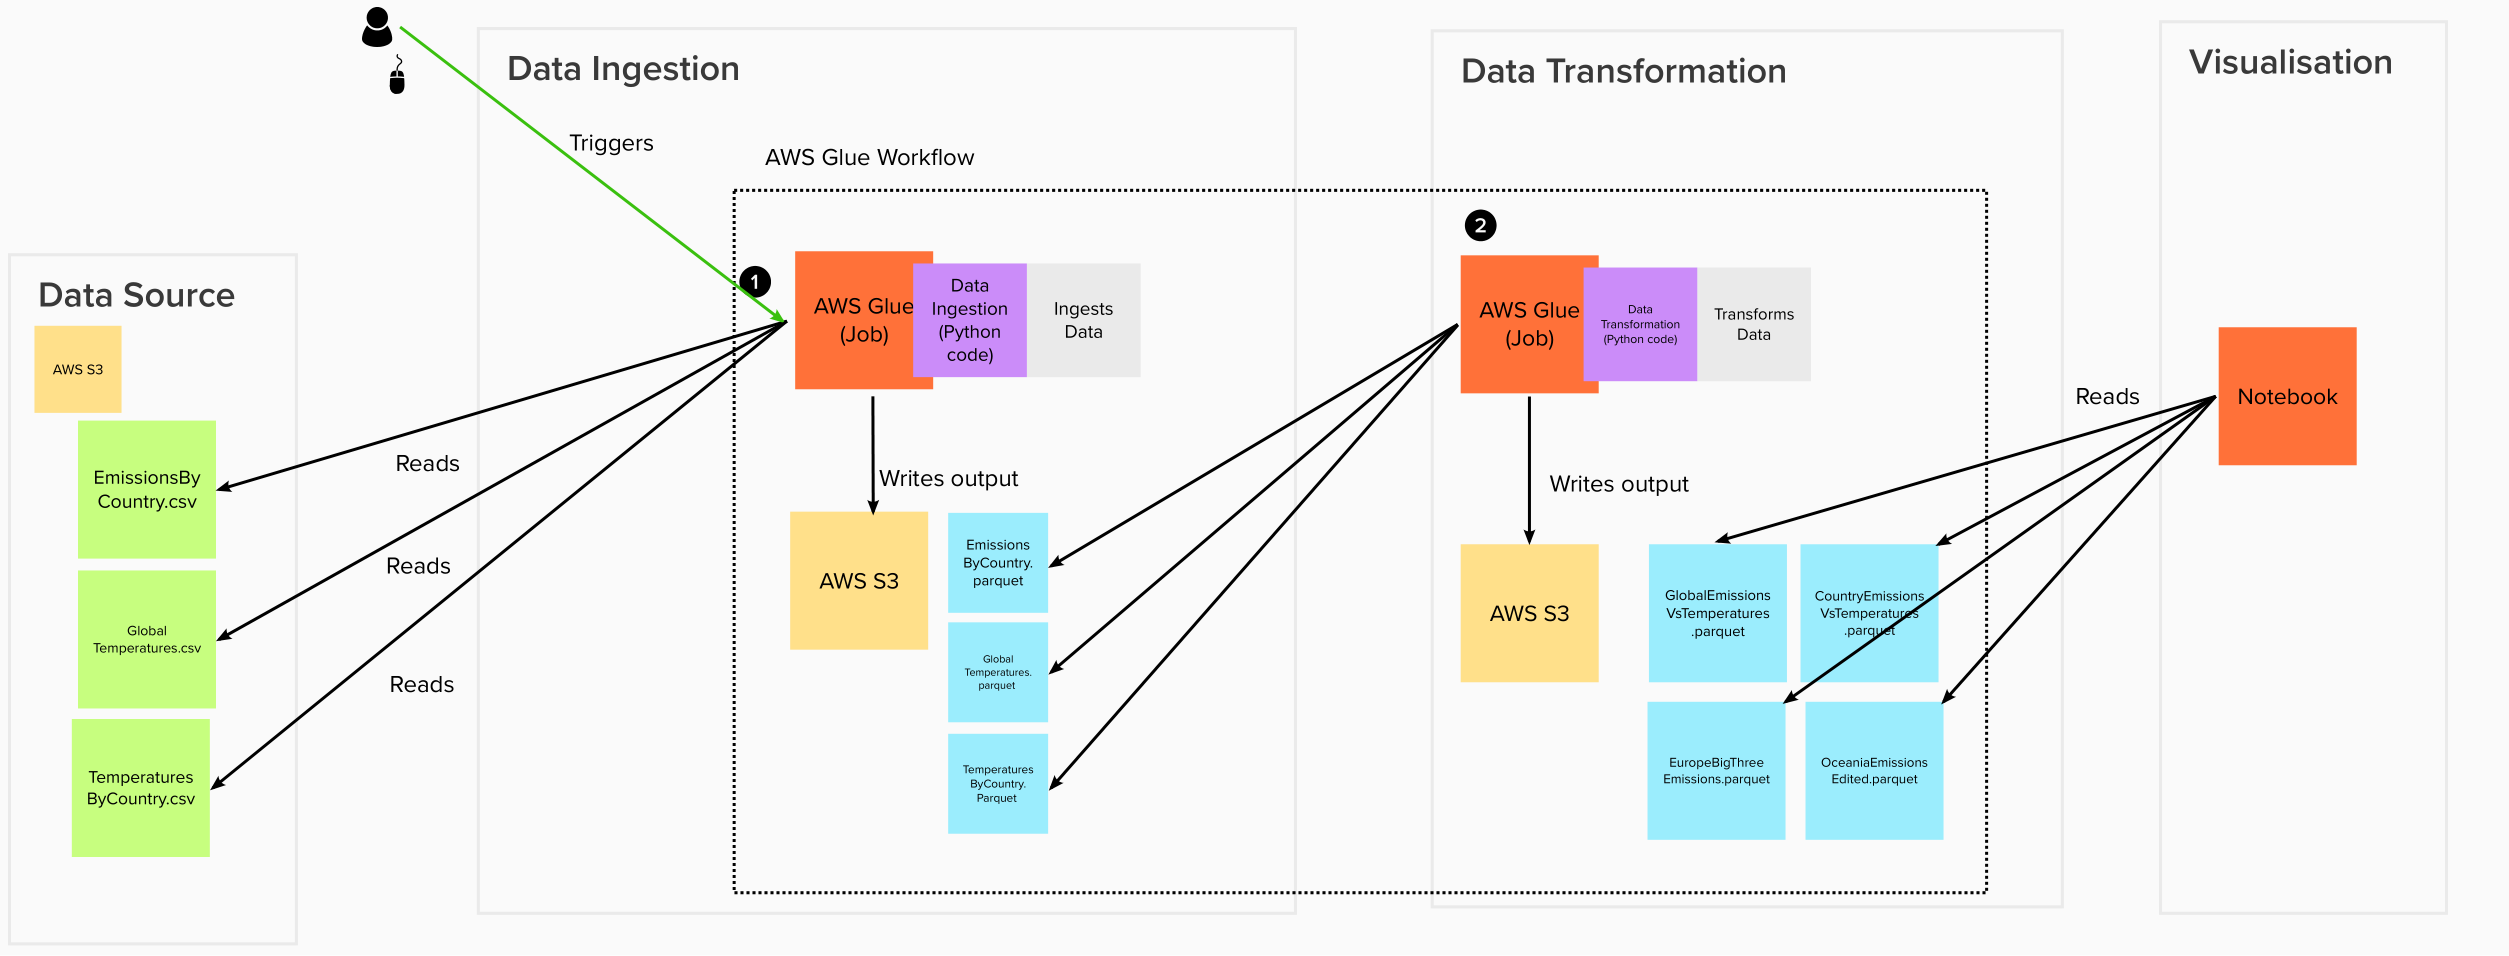 Data Source
AWS S3
EmissionsBy
Country.csv
Global
Temperatures.csv
Temperatures
ByCountry.csv
Reads
Reads
Reads
Triggers
Data Ingestion
AWS Glue Workflow
1
AWS Glue
(Job)
Data
Ingestion
(Python
code)
Ingests
Data
Writes output
AWS S3
Emissions
ByCountry.
parquet
Global
Temperatures.
parquet
Temperatures
ByCountry.
Parquet
Data Transformation
2
AWS Glue
(Job)
Data
Transformation
(Python code)
Transforms
Data
Writes output
AWS S3
GlobalEmissions
VsTemperatures
.parquet
CountryEmissions
VsTemperatures
.parquet
EuropeBigThree
Emissions.parquet
OceaniaEmissions
Edited.parquet
Reads
Visualisation
Notebook